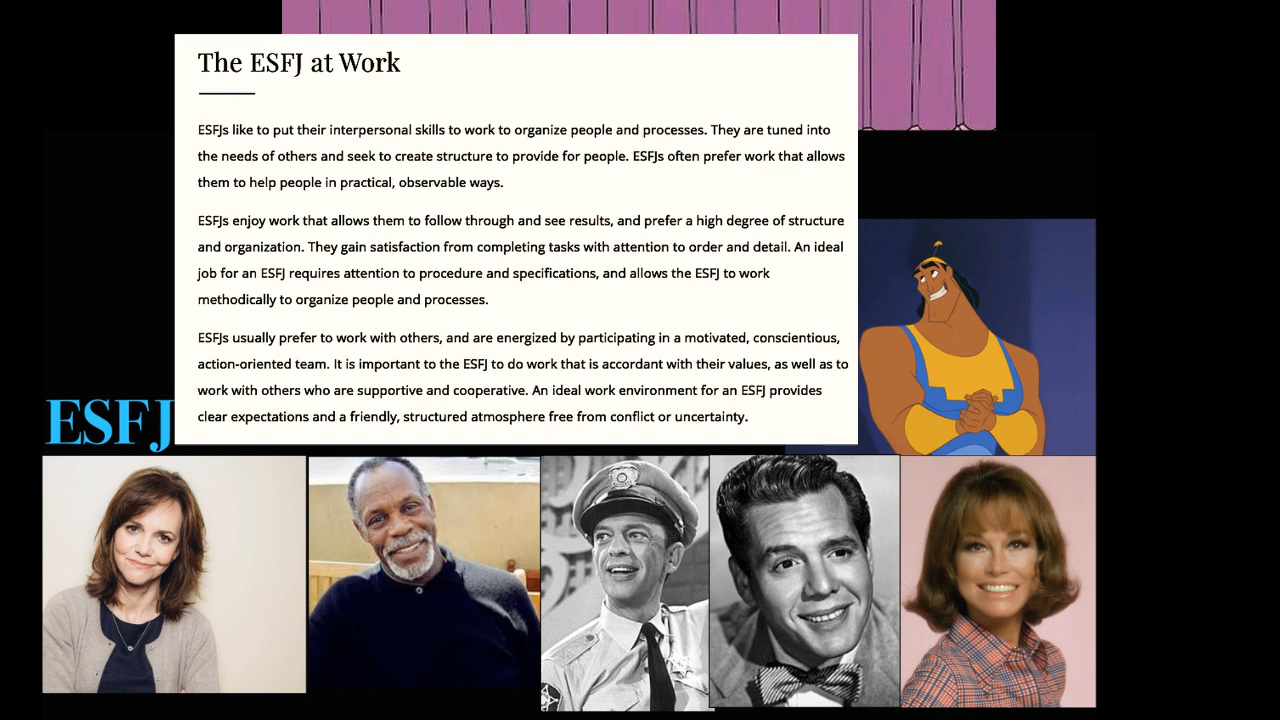 The ESFJ at Work
ESFJs like to put their interpersonal skills to work to organize people and processes. They are tuned into
the needs of others and seek to create structure to provide for people. ESFJs often prefer work that allows
them to help people in practical, observable ways.
ESFJs enjoy work that allows them to follow through and see results, and prefer a high degree of structure
and organization. They gain satisfaction from completing tasks with attention to order and detail. An ideal
job for an ESFJ requires attention to procedure and specifications, and allows the ESFJ to work
methodically to organize people and processes.
ESFJs usually prefer to work with others, and are energized by participating in a motivated, conscientious,
action-oriented team. It is important to the ESFJ to do work that is accordant with their values, as well as to
work with others who are supportive and cooperative. An ideal work environment for an ESFJ provides
clear expectations and a friendly, structured atmosphere free from conflict or uncertainty.
ESFJ